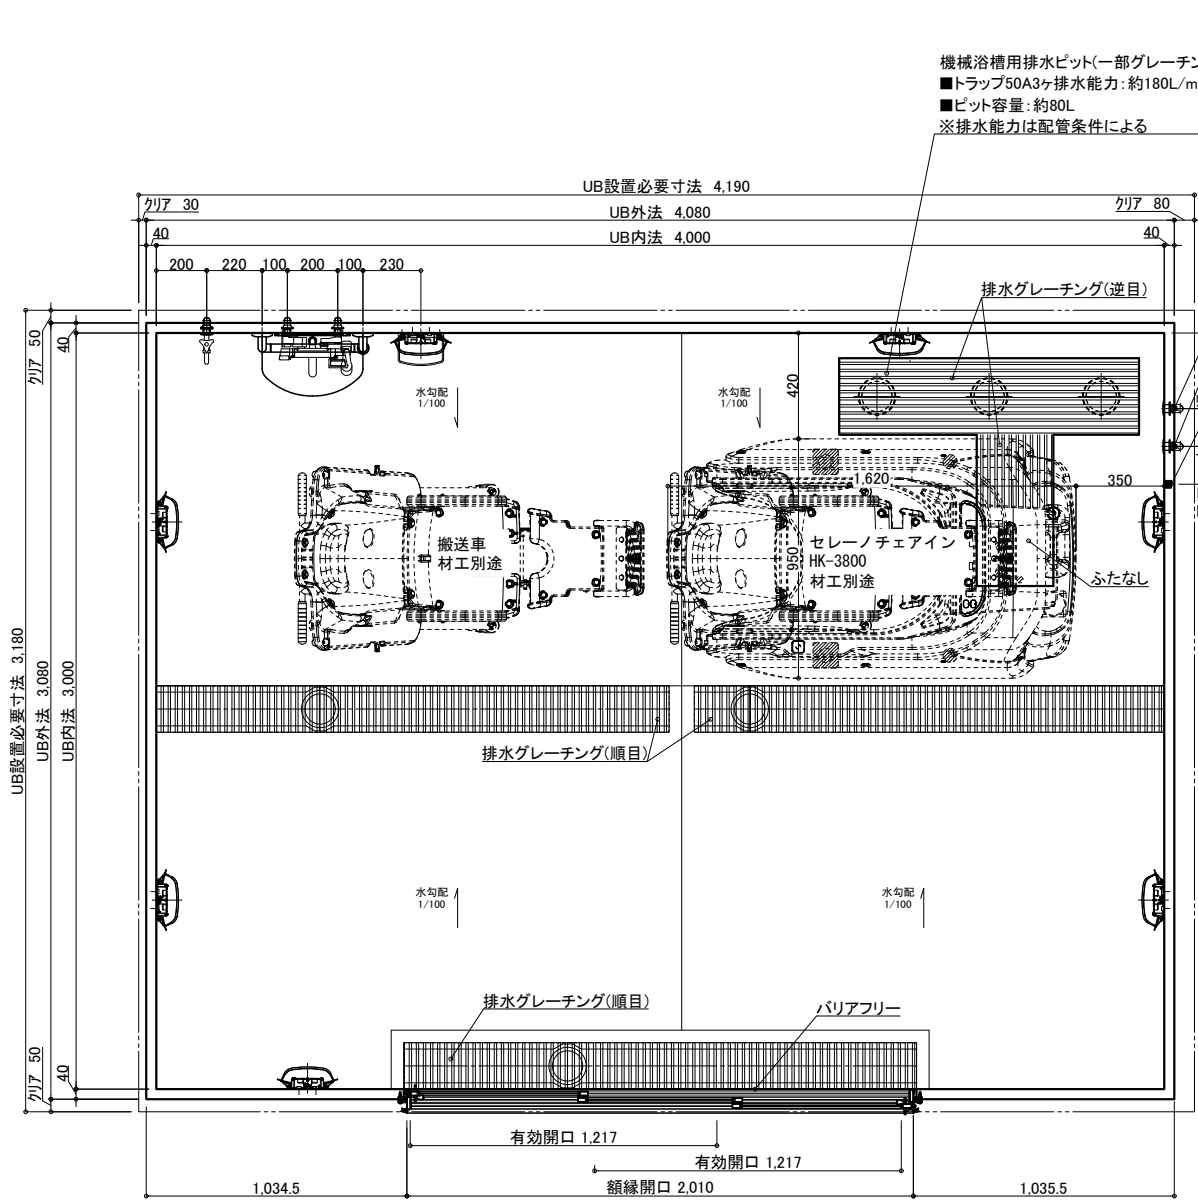 機械浴槽用排水ピット(一部グレーチン
■トラップ50A3ヶ排水能力:約180L/m
■ピット容量:約80L
※排水能力は配管条件による
UB設置必要寸法 4,190
クリア 30
UB外法 4,080
クリア 80
40
UB内法 4,000
40
200
220
100
200
100
230
排水グレーチング(逆目)
クリア 50
40
水勾配
1/100
水勾配
1/100
420
1,620
350
搬送車
材工別途
950
セレーノチェアイン
HK-3800
材工別途
ふたなし
UB設置必要寸法 3,180
UB外法 3,080
UB内法 3,000
排水グレーチング(順目)
水勾配
1/100
水勾配
1/100
排水グレーチング(順目)
バリアフリー
クリア 50
40
有効開口 1,217
有効開口 1,217
1,034.5
額縁開口 2,010
1,035.5